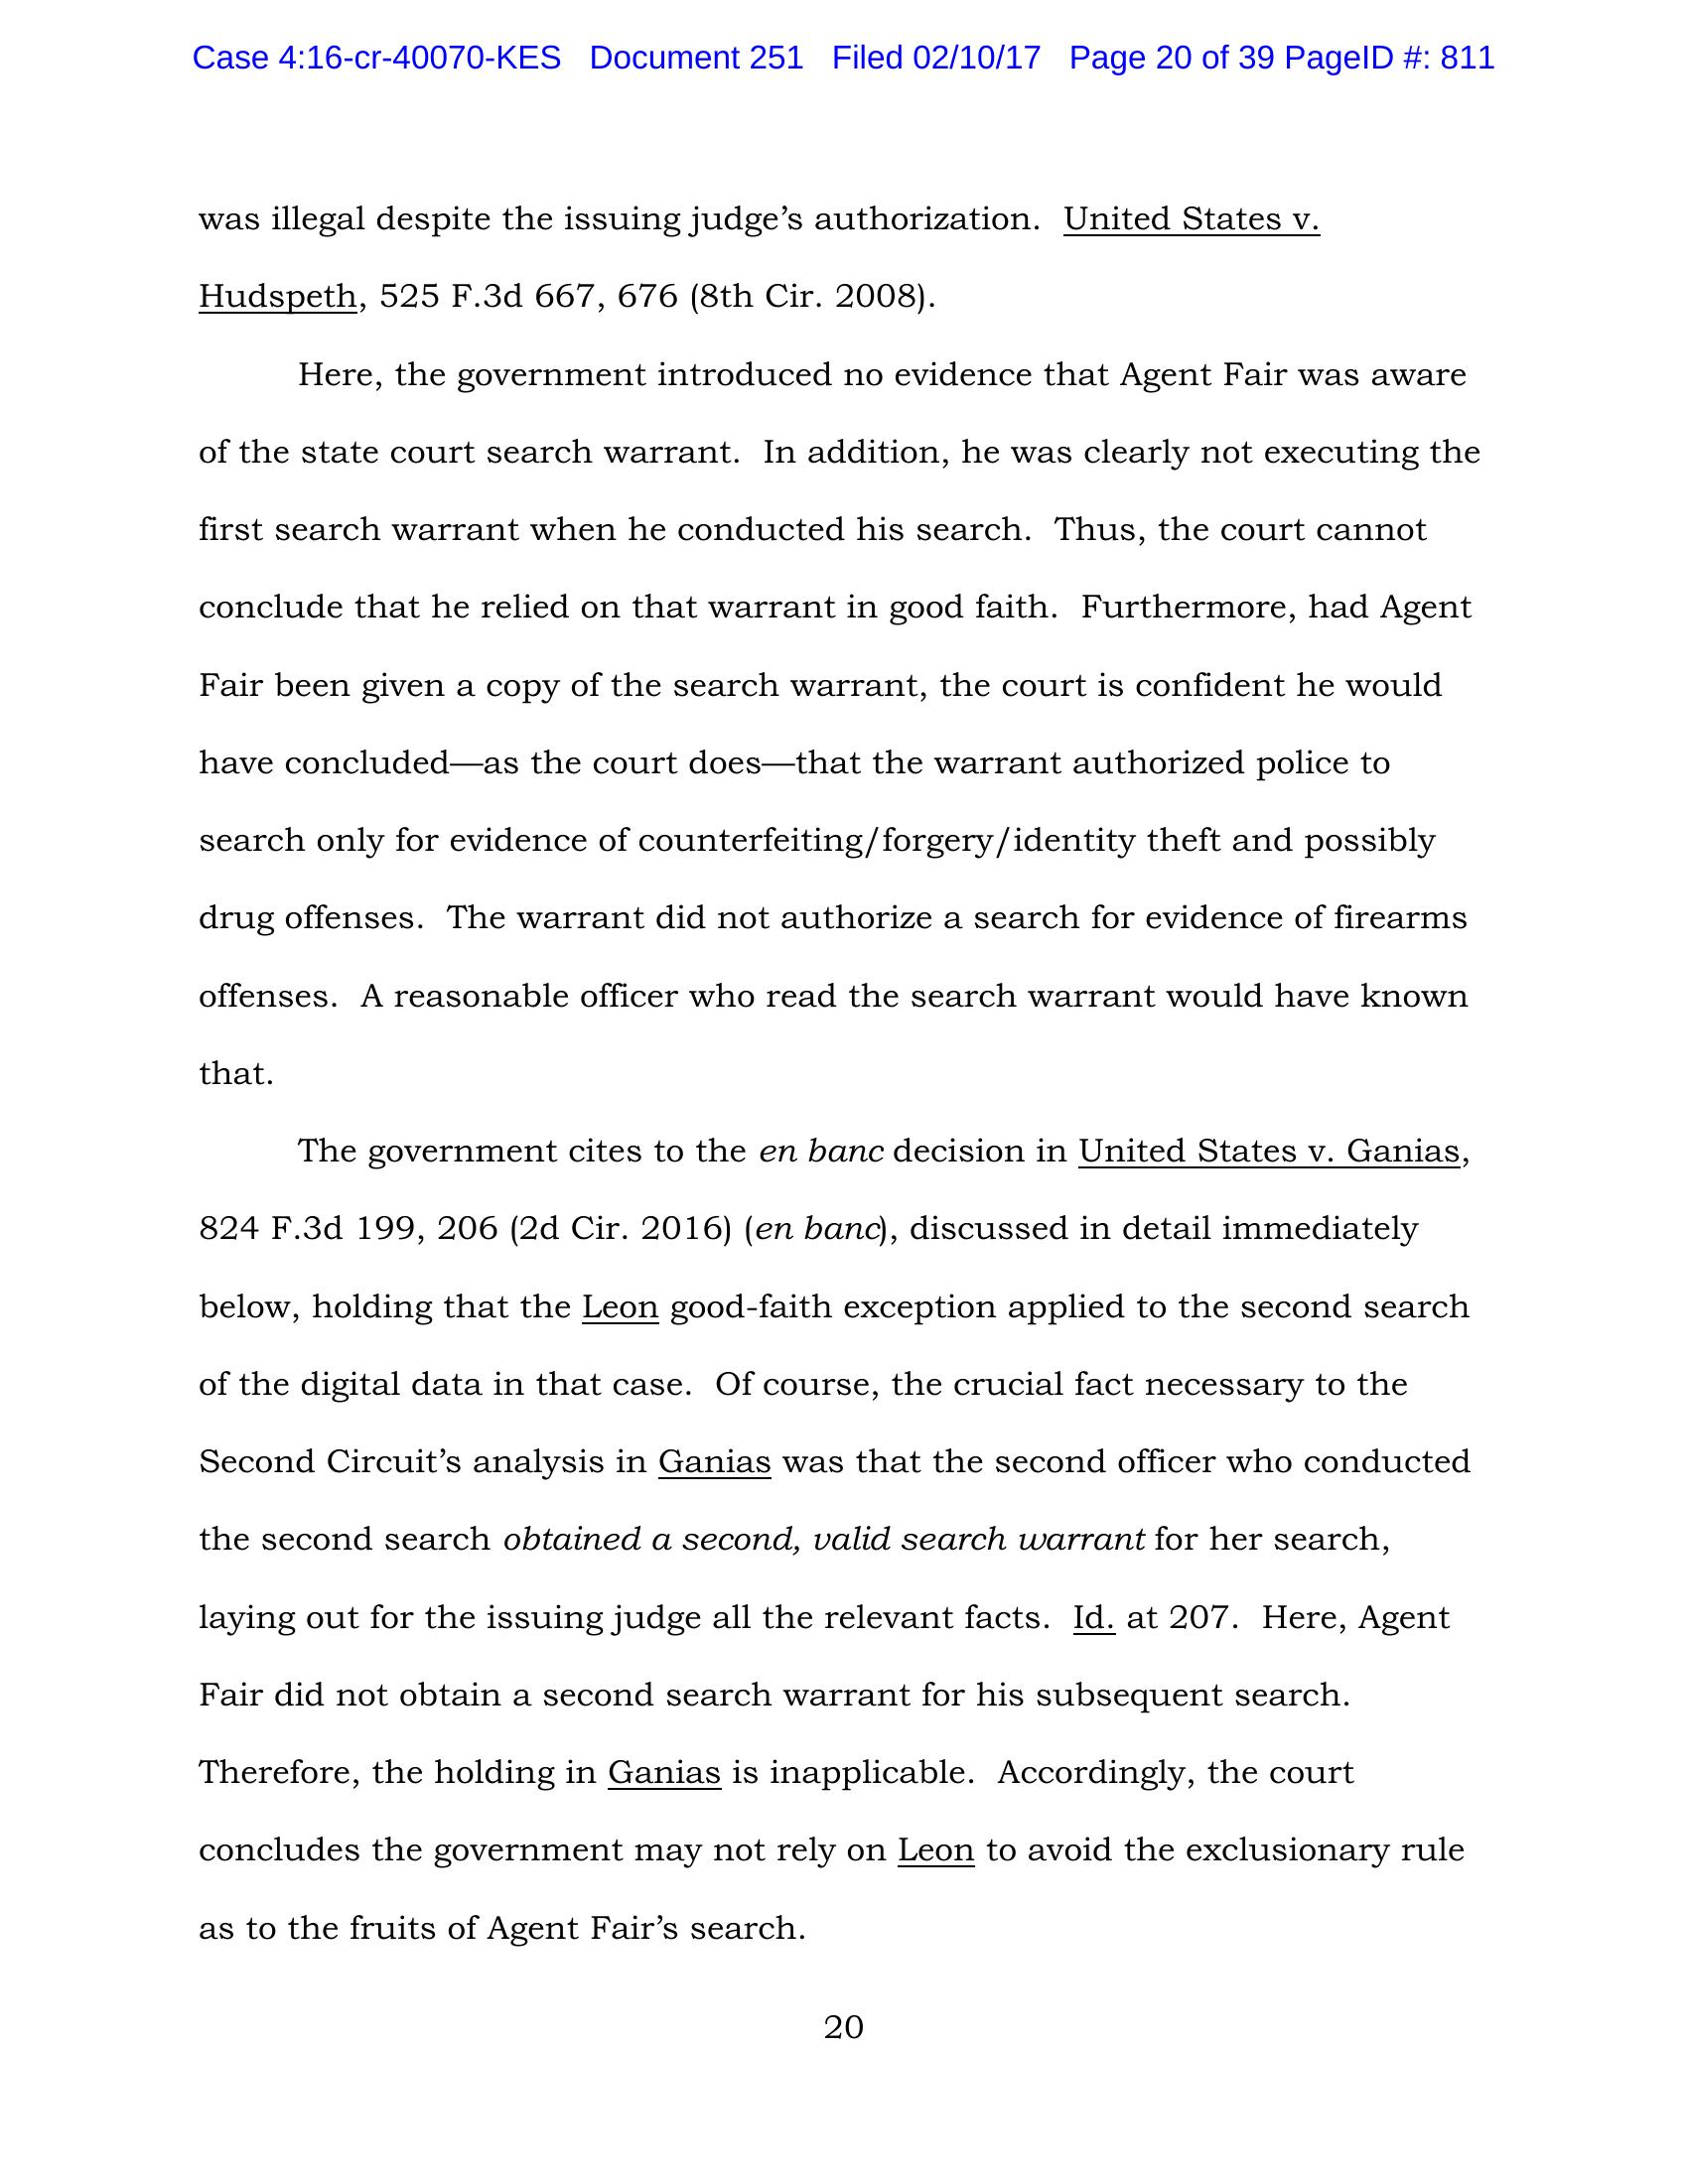 Case 4:16-cr-40070-KES Document 251 Filed 02/10/17 Page 20 of 39 PageID #: 811
was illegal despite the issuing judge’s authorization. United States v.
Hudspeth, 525 F.3d 667, 676 (8th Cir. 2008).
Here, the government introduced no evidence that Agent Fair was aware
of the state court search warrant. In addition, he was clearly not executing the
first search warrant when he conducted his search. Thus, the court cannot
conclude that he relied on that warrant in good faith. Furthermore, had Agent
Fair been given a copy of the search warrant, the court is confident he would
have concluded—as the court does—that the warrant authorized police to
search only for evidence of counterfeiting/forgery/identity theft and possibly
drug offenses. The warrant did not authorize a search for evidence of firearms
offenses. A reasonable officer who read the search warrant would have known
that.
The government cites to the en banc decision in United States v. Ganias,
824 F.3d 199, 206 (2d Cir. 2016) (en banc), discussed in detail immediately
below, holding that the Leon good-faith exception applied to the second search
of the digital data in that case. Of course, the crucial fact necessary to the
Second Circuit’s analysis in Ganias was that the second officer who conducted
the second search obtained a second, valid search warrant for her search,
laying out for the issuing judge all the relevant facts. Id. at 207. Here, Agent
Fair did not obtain a second search warrant for his subsequent search.
Therefore, the holding in Ganias is inapplicable. Accordingly, the court
concludes the government may not rely on Leon to avoid the exclusionary rule
as to the fruits of Agent Fair’s search.
20